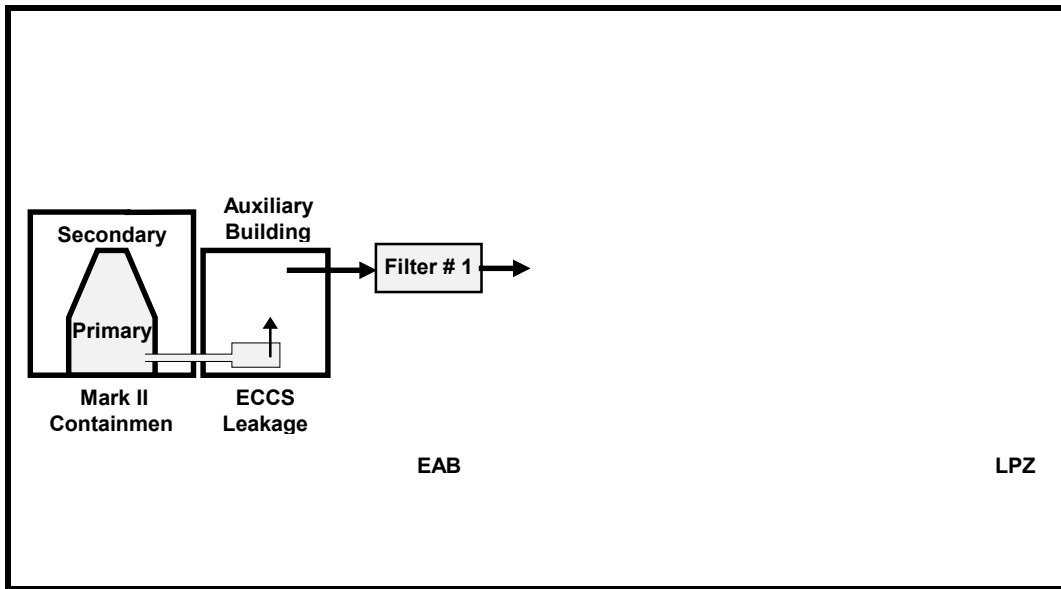 Auxiliary
Building
Secondary
Filter # 1
Primary
Mark II
Containmen
ECCS
Leakage
EAB
LPZ